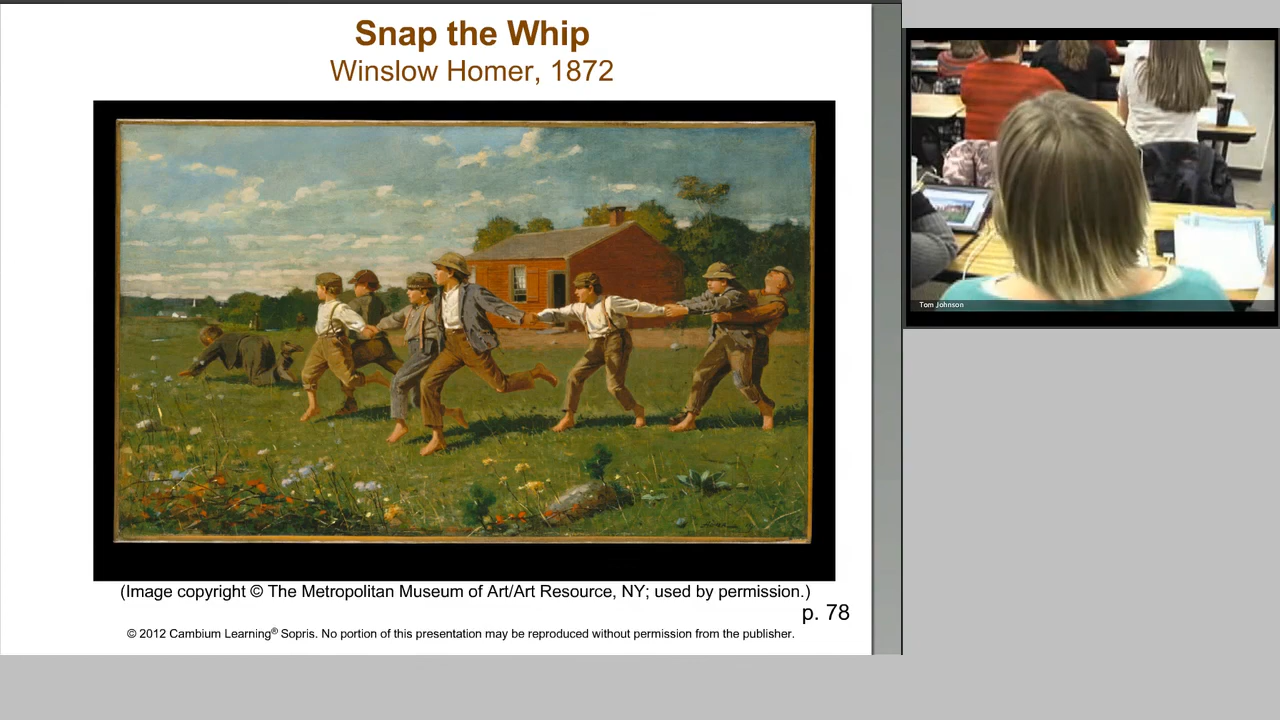 Snap the Whip
Winslow Homer, 1872
(Image copyright © The Metropolitan Museum of Art/Art Resource, NY; used by permission.)
p. 78
© 2012 Cambium Learning® Sopris. No portion of this presentation may be reproduced without permission from the publisher.
Tom Johnson